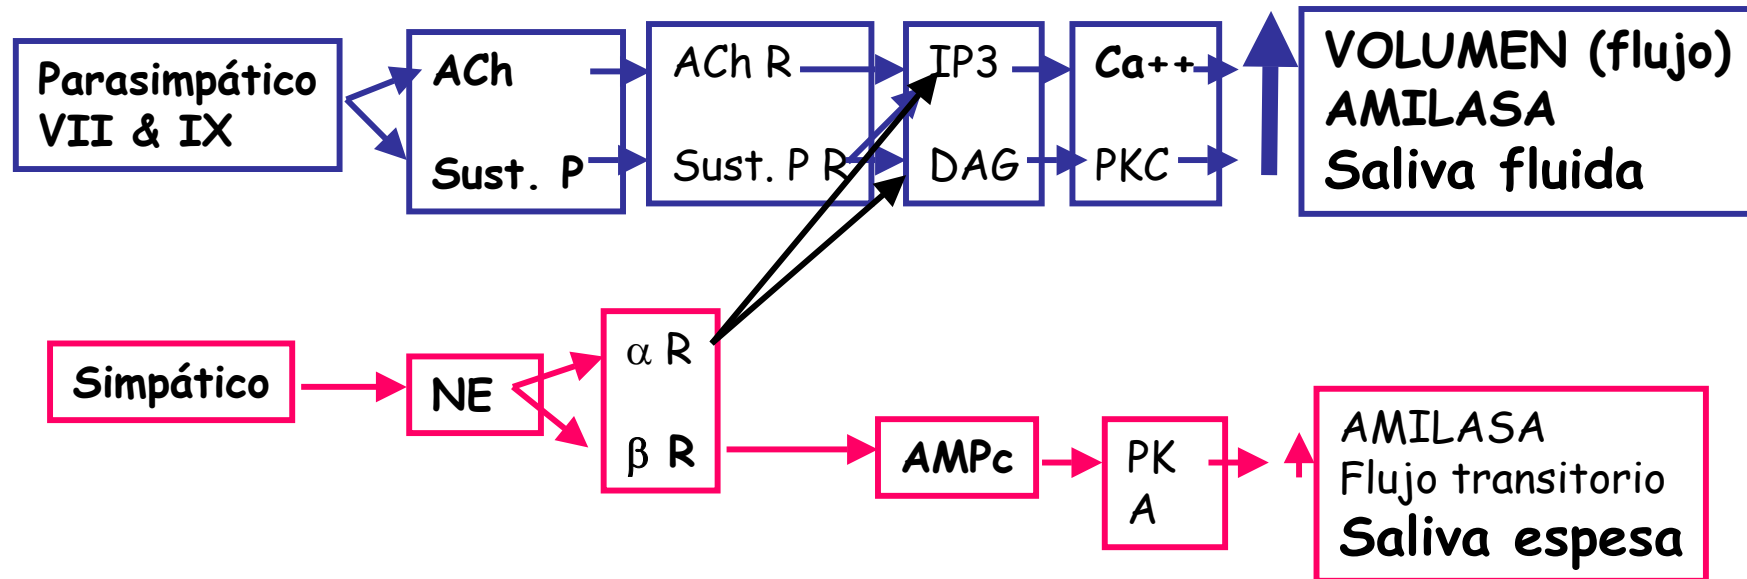 Parasimpático
VII & IX
ACh
Sust. P
ACh R
Sust. P R
IP3
DAG
Ca++
PKC
VOLUMEN (flujo)
AMILASA
Saliva fluida
Simpático
NE
α R
β R
AMPc
PK
A
AMILASA
Flujo transitorio
Saliva espesa